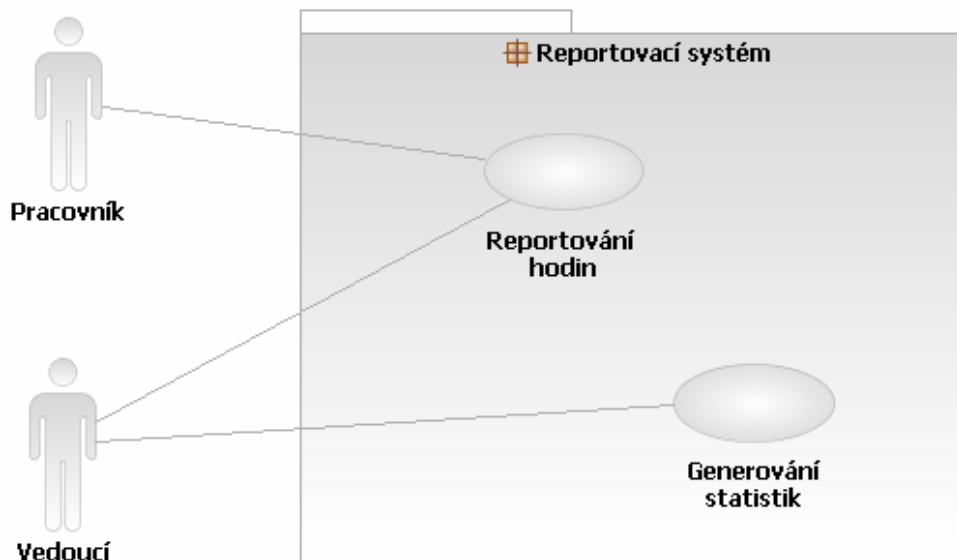 Reportovací systém
Pracovník
Reportování
hodin
Generování
statistik
Vedoucí